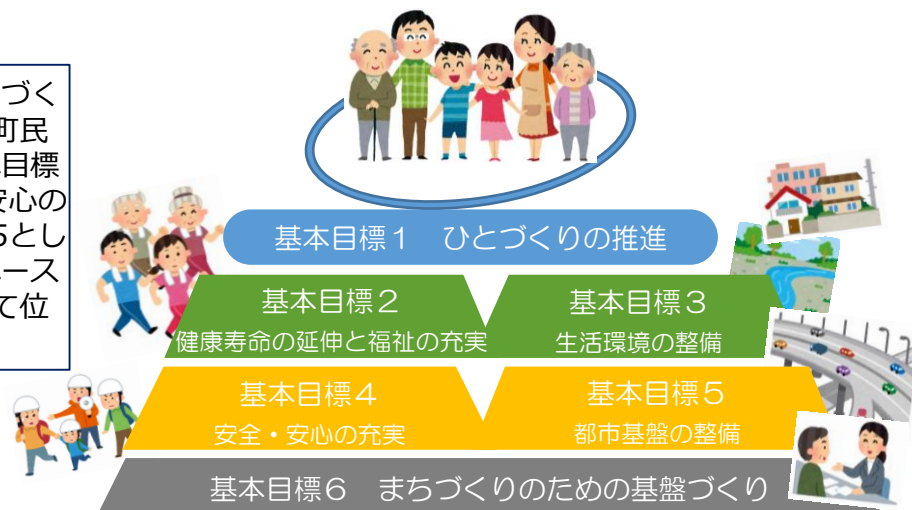 づく
町民
目標
安心の
5とし
ース
て位
基本目標1 ひとづくりの推進
基本目標2
健康寿命の延伸と福祉の充実
基本目標3
生活環境の整備
基本目標4
安全・安心の充実
基本目標5
都市基盤の整備
基本目標6 まちづくりのための基盤づくり